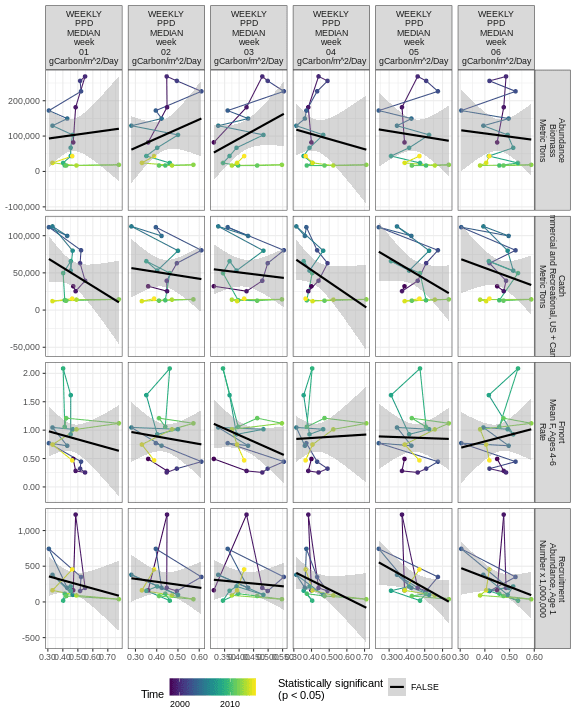 WEEKLY PPD MEDIAN week 01 gCarbon/m^2/Day
WEEKLY PPD MEDIAN week 02 gCarbon/m^2/Day
WEEKLY PPD MEDIAN week 03 gCarbon/m^2/Day
WEEKLY PPD MEDIAN week 04 gCarbon/m^2/Day
WEEKLY PPD MEDIAN week 05 gCarbon/m^2/Day
WEEKLY PPD MEDIAN week 06 gCarbon/m^2/Day
200,000
100,000
0
-100,000
Abundance
Biomass
Metric Tons
100,000
50,000
0
-50,000
Catch
mmercial and Recreational, US + Can
Metric Tons
2.00
1.50
1.00
0.50
0.00
Fmort
Mean F, Ages 4-6
Rate
1,000
500
0
-500
Recruitment
Abundance, Age 1
Number x 1,000,000
0.30 0.40 0.50 0.60 0.70
0.30 0.40 0.50 0.60
0.30 0.40 0.50 0.60 0.70
0.30 0.40 0.50 0.60
0.30 0.40 0.50 0.60
Time
2000 2010
Statistically significant
(p < 0.05)
FALSE